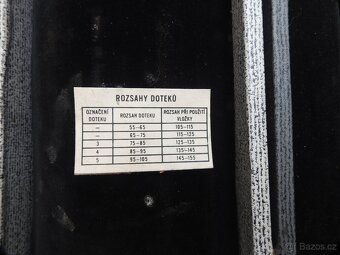 ROZSAHY DOTEKŮ
OZNAČENÍ DOTEKU | ROZSAH DOTEKU | ROZSAH PŘI POUŽITÍ VLOŽKY
— | 55-65 | 105-115
— | 65-75 | 115-125
3 | 75-85 | 125-135
4 | 85-95 | 135-145
5 | 95-105 | 145-155
Bazos.cz